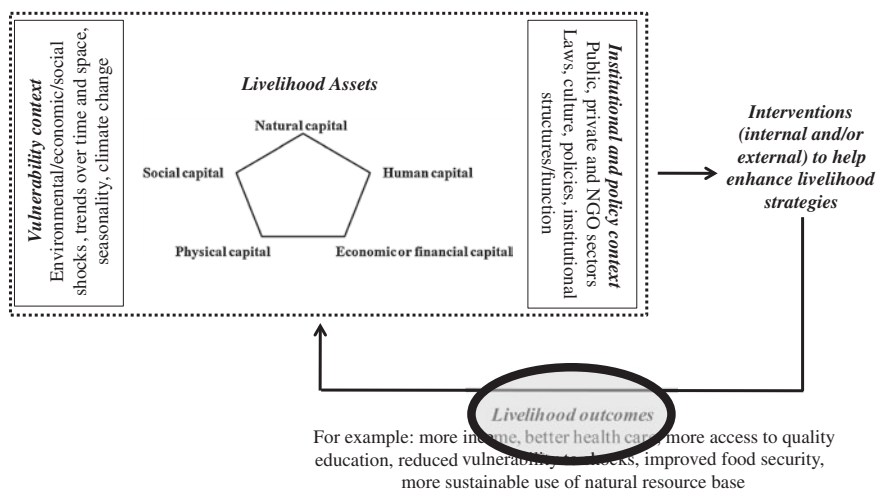 Vulnerability context
Environmental/economic/social
shocks, trends over time and space,
seasonality, climate change
Livelihood Assets
Natural capital
Social capital
Human capital
Physical capital
Economic or financial capital
Institutional and policy context
Public, private and NGO sectors
Laws, culture, policies, institutional
structures/function
Interventions
(internal and/or
external) to help
enhance livelihood
strategies
Livelihood outcomes
For example: more income, better health care, more access to quality
education, reduced vulnerability to shocks, improved food security,
more sustainable use of natural resource base